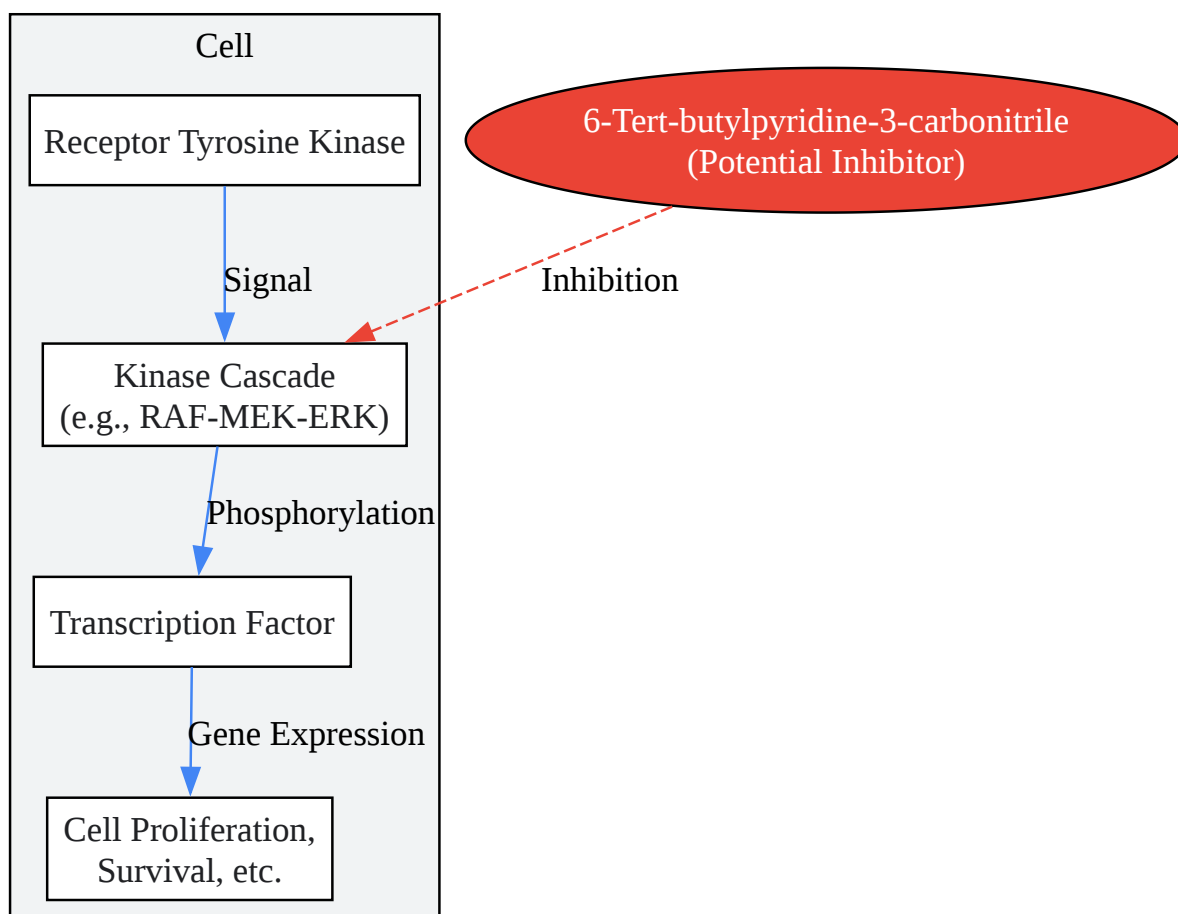 Cell
Receptor Tyrosine Kinase
6-Tert-butylpyridine-3-carbonitrile
(Potential Inhibitor)
Signal
Inhibition
Kinase Cascade
(e.g., RAF-MEK-ERK)
Phosphorylation
Transcription Factor
Gene Expression
Cell Proliferation,
Survival, etc.